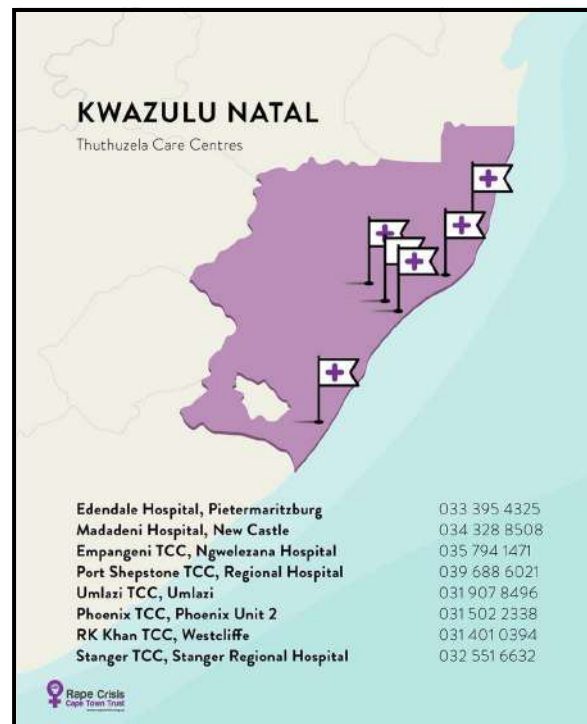 KWAZULU NATAL
Thuthuzela Care Centres
Edendale Hospital, Pietermaritzburg 033 395 4325
Madadeni Hospital, New Castle 034 328 8508
Empangeni TCC, Ngwelezana Hospital 035 794 1471
Port Shepstone TCC, Regional Hospital 039 688 6021
Umlazi TCC, Umlazi 031 907 8496
Phoenix TCC, Phoenix Unit 2 031 502 2338
RK Khan TCC, Westcliffe 031 401 0394
Stanger TCC, Stanger Regional Hospital 032 551 6632
Rape Crisis
Cape Town Trust